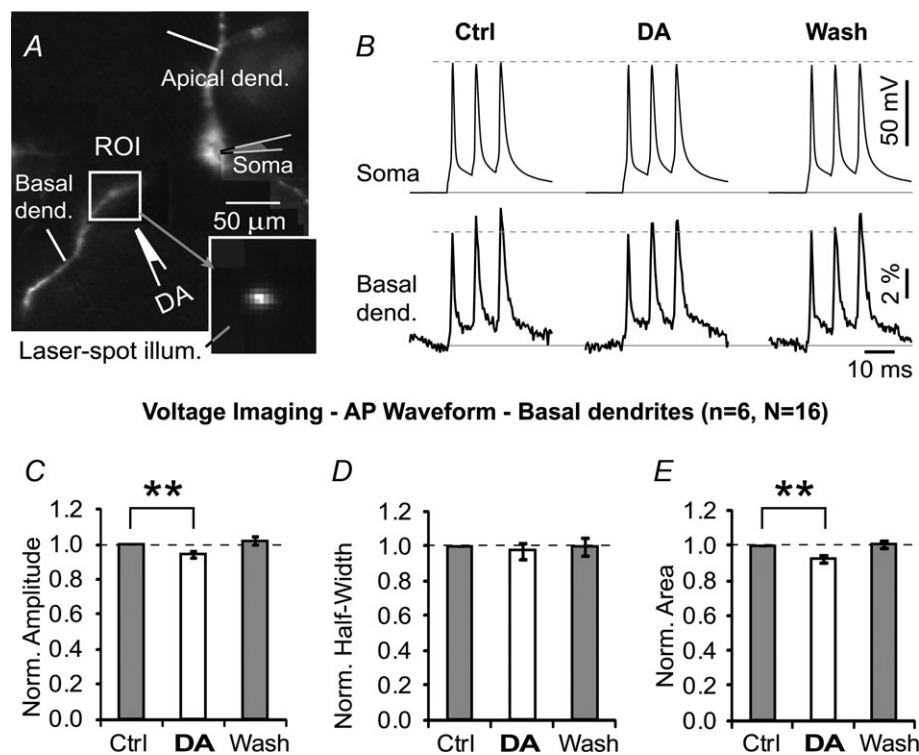 A
Apical dend.
Soma
ROI
Basal
dend.
50 μm
DA
Laser-spot illum.
B
Ctrl DA Wash
50 mV
Soma
Basal
dend.
2 %
10 ms
Voltage Imaging - AP Waveform - Basal dendrites (n=6, N=16)
C
**
Norm. Amplitude
1.2
1.0
0.8
0.6
0.4
0.2
0.0
Ctrl DA Wash
D
Norm. Half-Width
1.2
1.0
0.8
0.6
0.4
0.2
0.0
Ctrl DA Wash
E
**
Norm. Area
1.2
1.0
0.8
0.6
0.4
0.2
0.0
Ctrl DA Wash